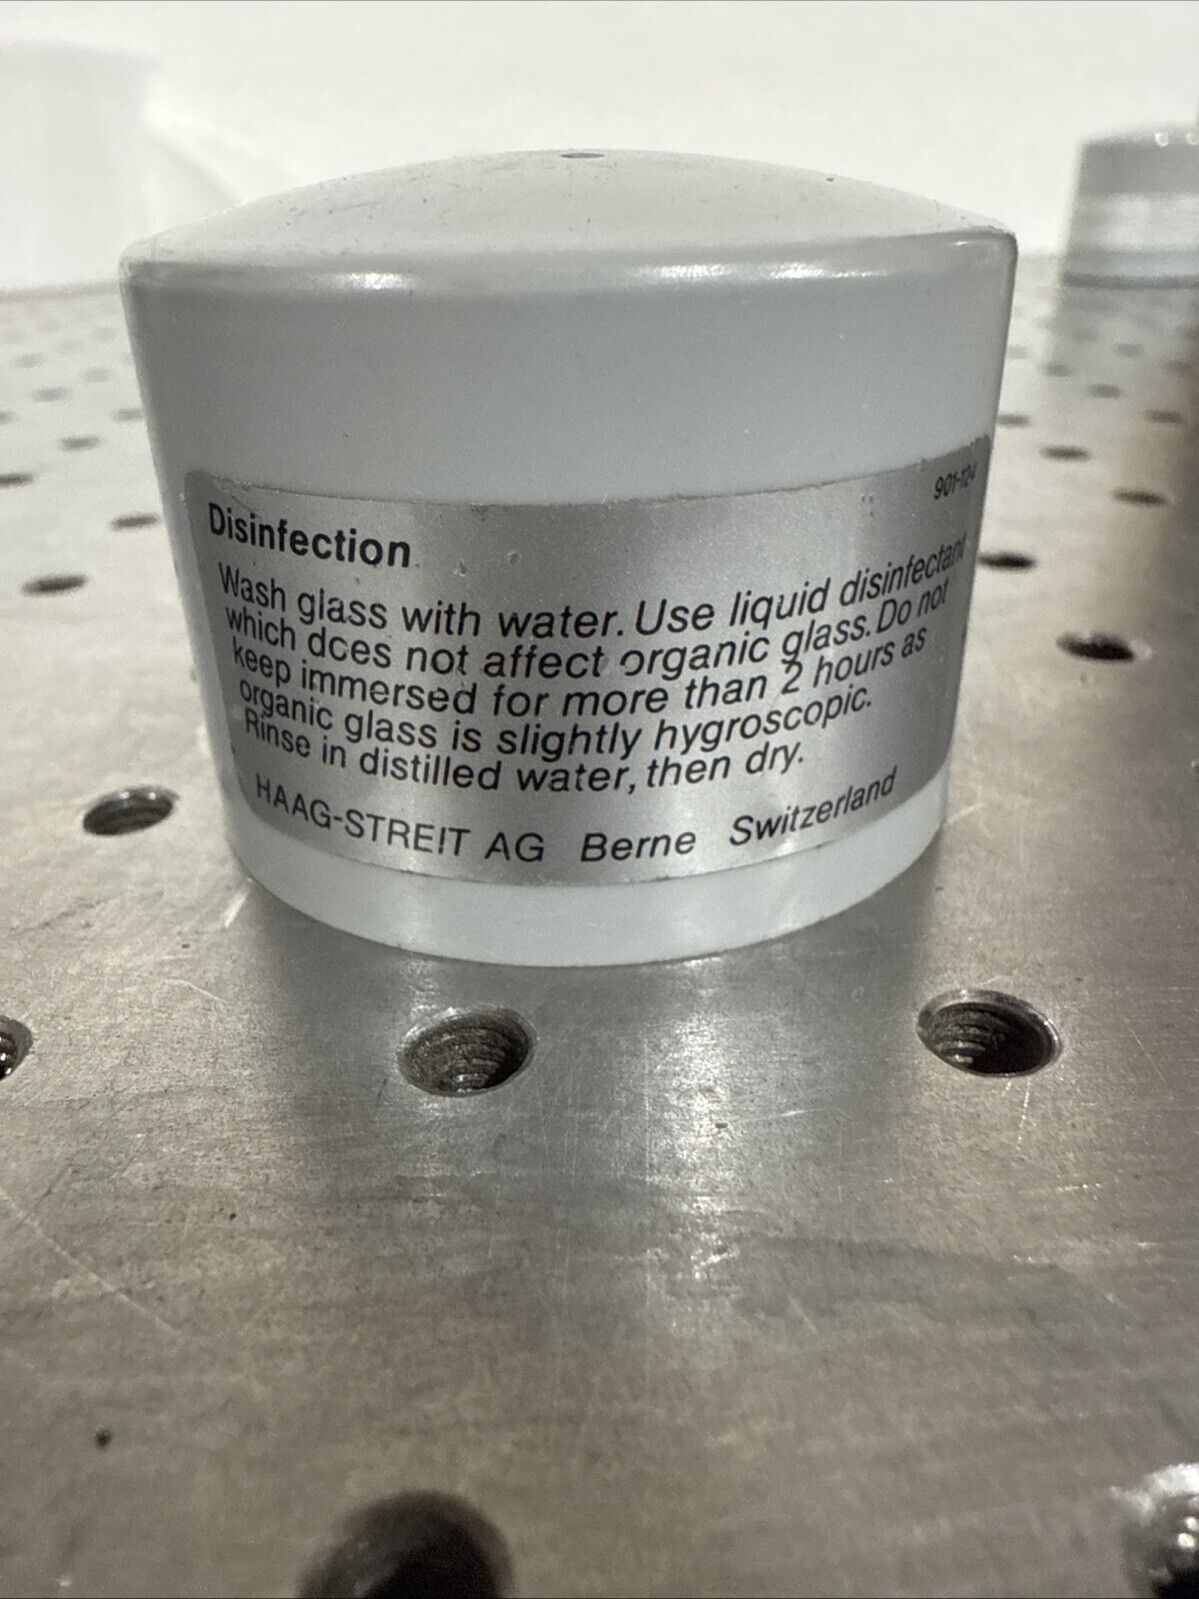 901-124
Disinfection
Wash glass with water. Use liquid disinfectant
which does not affect organic glass. Do not
keep immersed for more than 2 hours as
organic glass is slightly hygroscopic.
Rinse in distilled water, then dry.
HAAG-STREIT AG Berne Switzerland